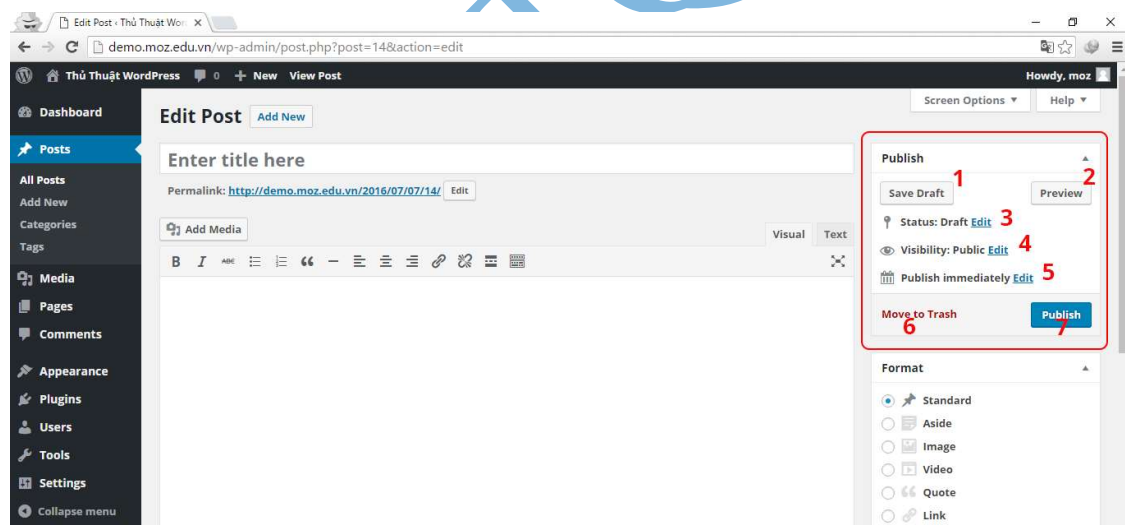 Edit Post ‹ Thủ Thuật Wor
demo.moz.edu.vn/wp-admin/post.php?post=14&action=edit
Thủ Thuật WordPress 0 + New View Post Howdy, moz
Screen Options Help
Dashboard
Posts
All Posts
Add New
Categories
Tags
Media
Pages
Comments
Appearance
Plugins
Users
Tools
Settings
Collapse menu
Edit Post Add New
Enter title here
Permalink: http://demo.moz.edu.vn/2016/07/07/14/ Edit
Add Media
Visual Text
B I ABC
Publish
1 2
Save Draft Preview
Status: Draft Edit 3
Visibility: Public Edit 4
Publish immediately Edit 5
Move to Trash Publish
6 7
Format
Standard
Aside
Image
Video
Quote
Link